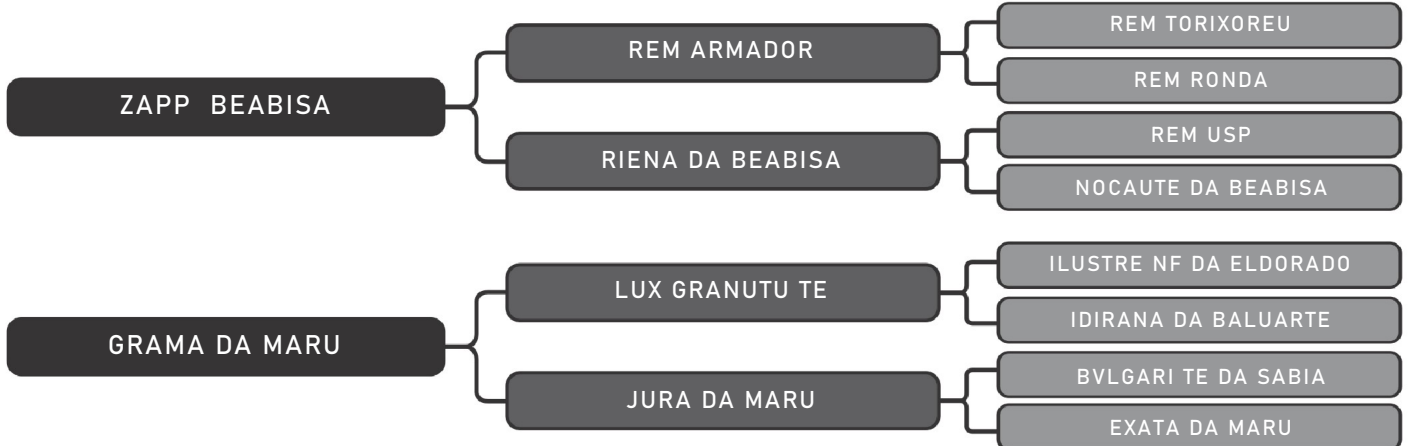 REM TORIXOREU
REM ARMADOR
REM RONDA
ZAPP BEABISA
REM USP
RIENA DA BEABISA
NOCAUTE DA BEABISA
ILUSTRE NF DA ELDORADO
LUX GRANUTU TE
IDIRANA DA BALUARTE
GRAMA DA MARU
BVLGARI TE DA SABIA
JURA DA MARU
EXATA DA MARU